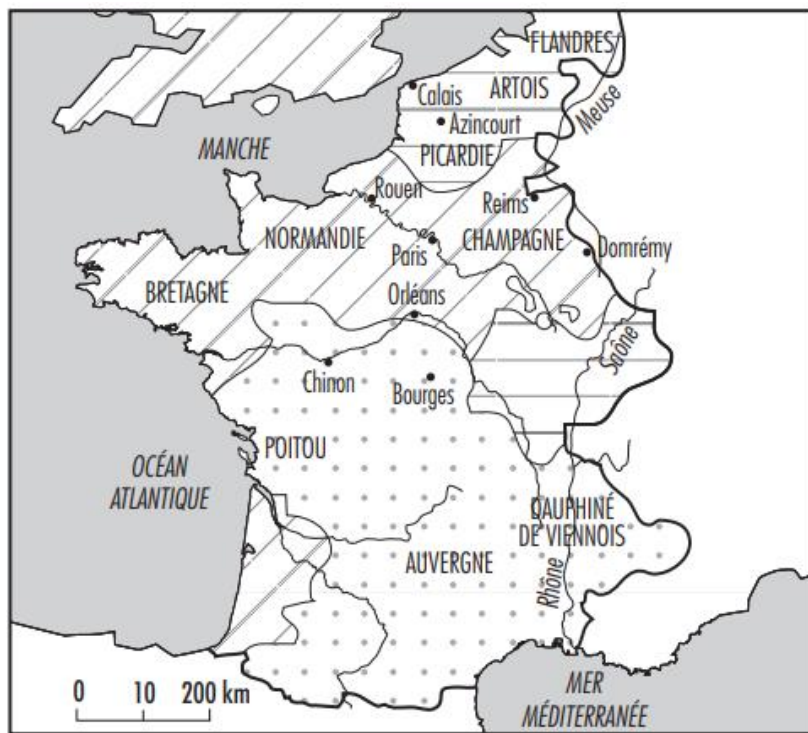 FLANDRES
ARTOIS
Calais
Meuse
Azincourt
MANCHE
PICARDIE
Rouen
Reims
NORMANDIE
CHAMPAGNE
Paris
Domrémy
BRETAGNE
Orléans
Saône
Chinon
Bourges
POITOU
OCÉAN
ATLANTIQUE
DAUPHINÉ
DE VIENNOIS
AUVERGNE
Rhône
0 10 200 km
MER
MÉDITERRANÉE